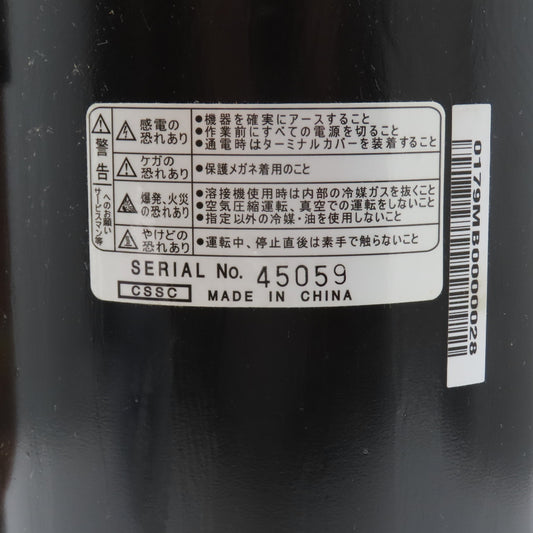 警告
サービスマン等
へのお願い
感電の
恐れあり
●機器を確実にアースすること
●作業前にすべての電源を切ること
●通電時はターミナルカバーを装着すること
ケガの
恐れあり
●保護メガネ着用のこと
爆発、火災
の恐れあり
●溶接機使用時は内部の冷媒ガスを抜くこと
●空気圧縮運転、真空での運転をしないこと
●指定以外の冷媒・油を使用しないこと
やけどの
恐れあり
●運転中、停止直後は素手で触らないこと
SERIAL No. 45059
CSSC MADE IN CHINA
0179MB0000028